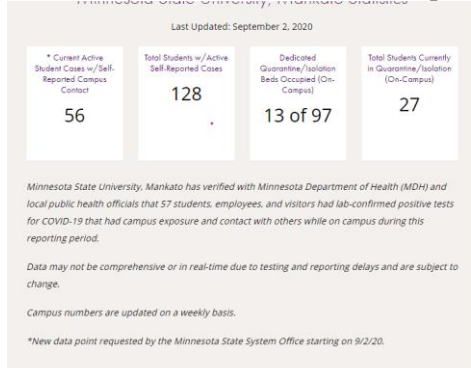 Minnesota State University, Mankato Statistics
Last Updated: September 2, 2020
* Current Active
Student Cases w/Self-
Reported Campus
Contact
56
Total Students w/Active
Self-Reported Cases
128
Dedicated
Quarantine/Isolation
Beds Occupied (On-
Campus)
13 of 97
Total Students Currently
in Quarantine/Isolation
(On-Campus)
27
Minnesota State University, Mankato has verified with Minnesota Department of Health (MDH) and
local public health officials that 57 students, employees, and visitors had lab-confirmed positive tests
for COVID-19 that had campus exposure and contact with others while on campus during this
reporting period.
Data may not be comprehensive or in real-time due to testing and reporting delays and are subject to
change.
Campus numbers are updated on a weekly basis.
*New data point requested by the Minnesota State System Office starting on 9/2/20.